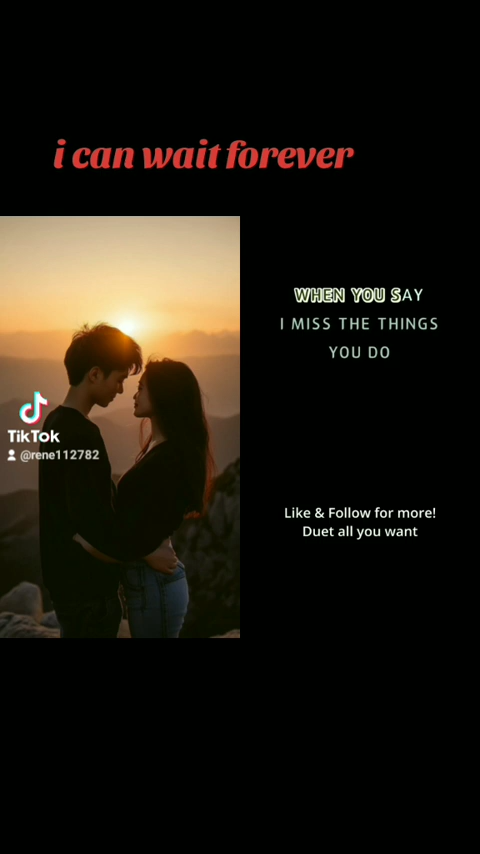 i can wait forever
WHEN YOU SAY
I MISS THE THINGS
YOU DO
TikTok
@rene112782
Like & Follow for more!
Duet all you want